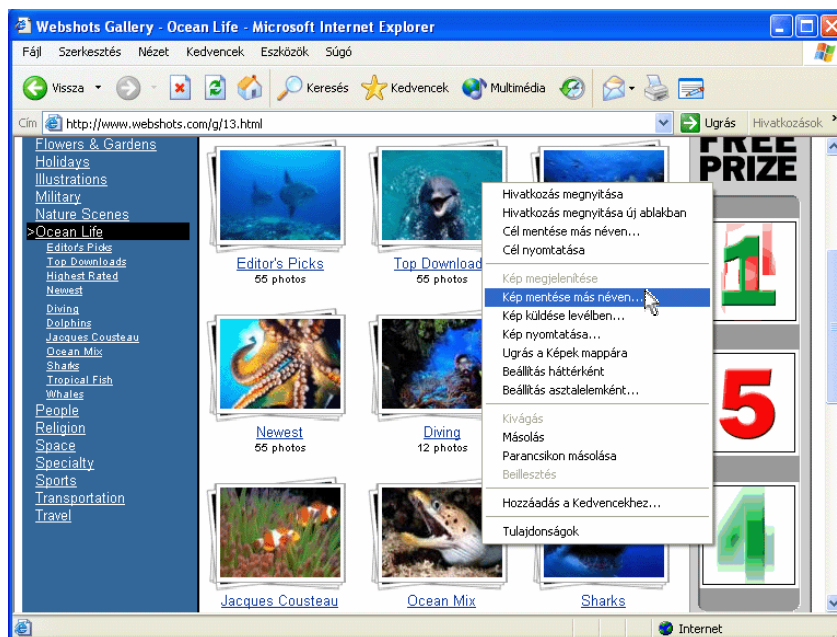 Webshots Gallery - Ocean Life - Microsoft Internet Explorer
Fájl Szerkesztés Nézet Kedvencek Eszközök Súgó
Vissza Keresés Kedvencek Multimédia
Cím http://www.webshots.com/g/13.html Ugrás Hivatkozások
Flowers & Gardens
Holidays
Illustrations
Military
Nature Scenes
>Ocean Life
Editor's Picks
Top Downloads
Highest Rated
Newest
Diving
Dolphins
Jacques Cousteau
Ocean Mix
Sharks
Tropical Fish
Whales
People
Religion
Space
Specialty
Sports
Transportation
Travel
Editor's Picks
55 photos
Top Download
55 photos
Newest
55 photos
Diving
12 photos
Jacques Cousteau
Ocean Mix
Sharks
Hivatkozás megnyitása
Hivatkozás megnyitása új ablakban
Cél mentése más néven...
Cél nyomtatása
Kép megjelenítése
Kép mentése más néven...
Kép küldése levélben...
Kép nyomtatása...
Ugrás a Képek mappára
Beállítás háttérként
Beállítás asztalelemként...
Kivágás
Másolás
Parancsikon másolása
Beillesztés
Hozzáadás a Kedvencekhez...
Tulajdonságok
FREE
PRIZE
1
5
4
Internet